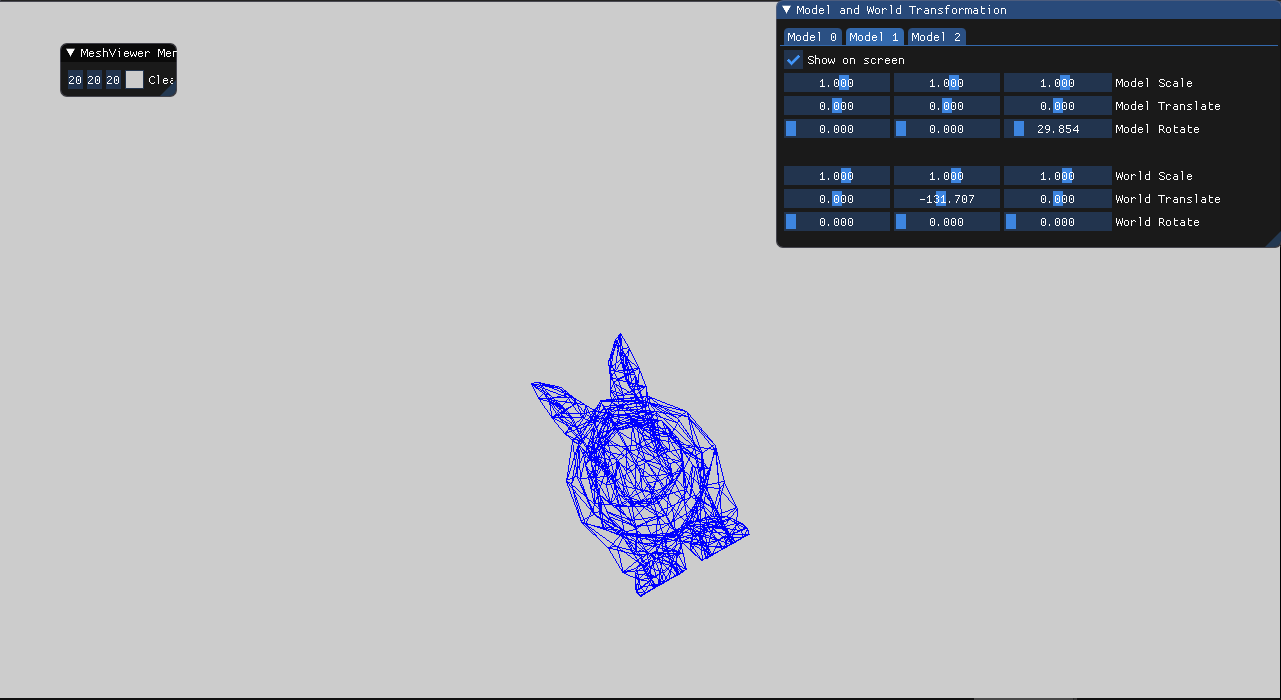 MeshViewer Mer
20 20 20 Clea
Model and World Transformation
Model 0 Model 1 Model 2
Show on screen
1.000 1.000 1.000 Model Scale
0.000 0.000 0.000 Model Translate
0.000 0.000 29.854 Model Rotate
1.000 1.000 1.000 World Scale
0.000 -131.707 0.000 World Translate
0.000 0.000 0.000 World Rotate